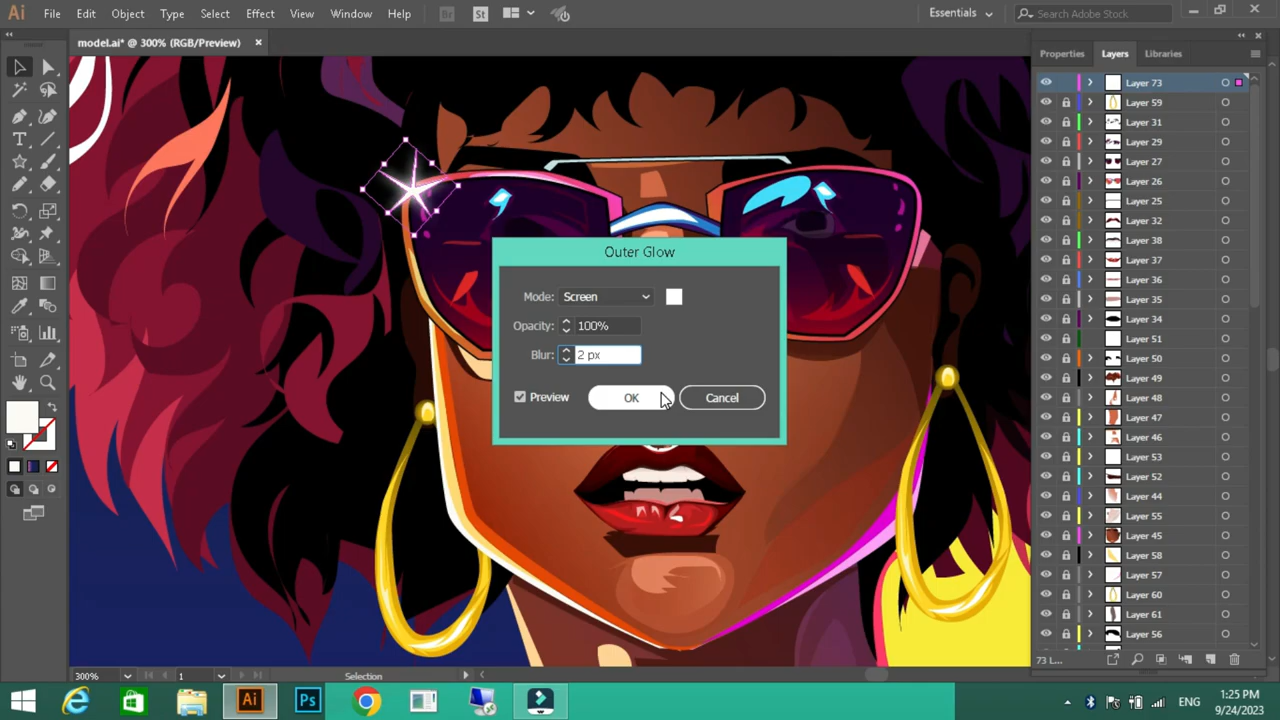 Ai File Edit Object Type Select Effect View Window Help Br St Essentials Search Adobe Stock
model.ai* @ 300% (RGB/Preview)
Properties Layers Libraries
Layer 73
Layer 59
Layer 31
Layer 29
Layer 27
Layer 26
Layer 25
Layer 32
Layer 38
Layer 37
Layer 36
Layer 35
Layer 34
Layer 51
Layer 50
Layer 49
Layer 48
Layer 47
Layer 46
Layer 53
Layer 52
Layer 44
Layer 55
Layer 45
Layer 58
Layer 57
Layer 60
Layer 61
Layer 56
73 L...
Outer Glow
Mode: Screen
Opacity: 100%
Blur: 2 px
Preview OK Cancel
300% 1 Selection
Ai Ps ENG
1:25 PM
9/24/2023